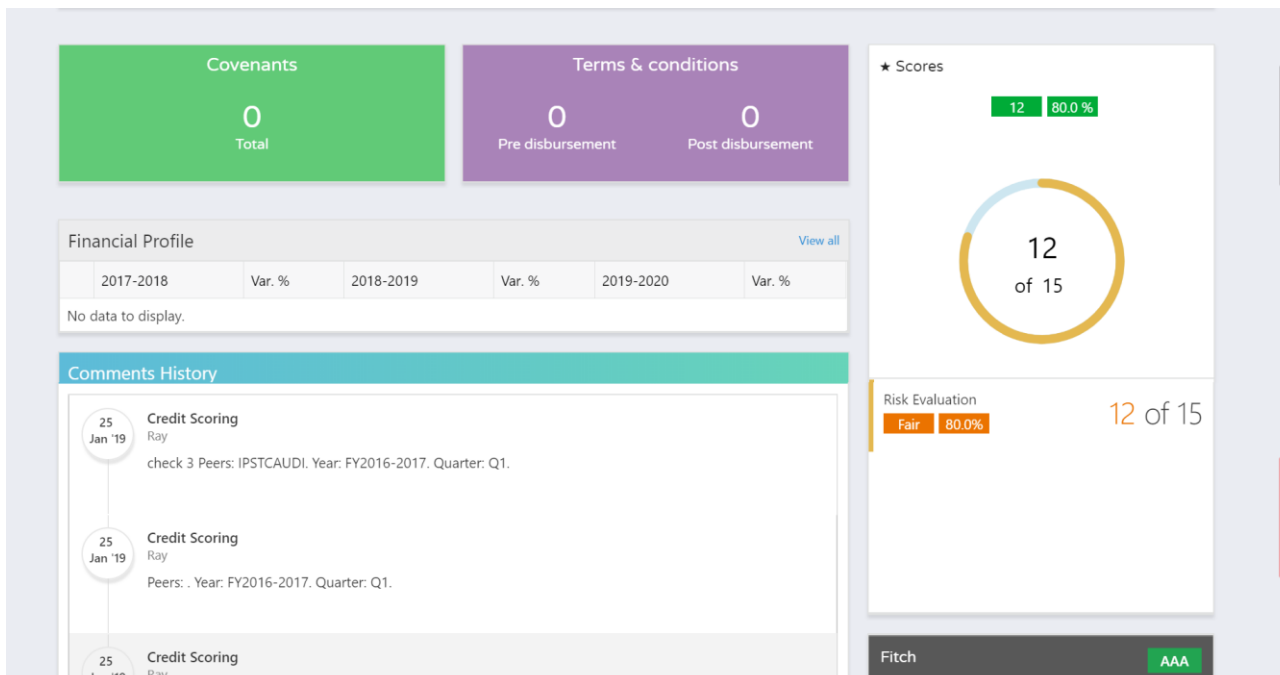 Covenants
0
Total
Terms & conditions
0 0
Pre disbursement Post disbursement
★ Scores
12 80.0 %
12
of 15
Financial Profile View all
2017-2018 Var. % 2018-2019 Var. % 2019-2020 Var. %
No data to display.
Risk Evaluation
Fair 80.0%
12 of 15
Comments History
25
Jan '19
Credit Scoring
Ray
check 3 Peers: IPSTCAUDI. Year: FY2016-2017. Quarter: Q1.
25
Jan '19
Credit Scoring
Ray
Peers: . Year: FY2016-2017. Quarter: Q1.
25
Credit Scoring
Ray
Fitch AAA